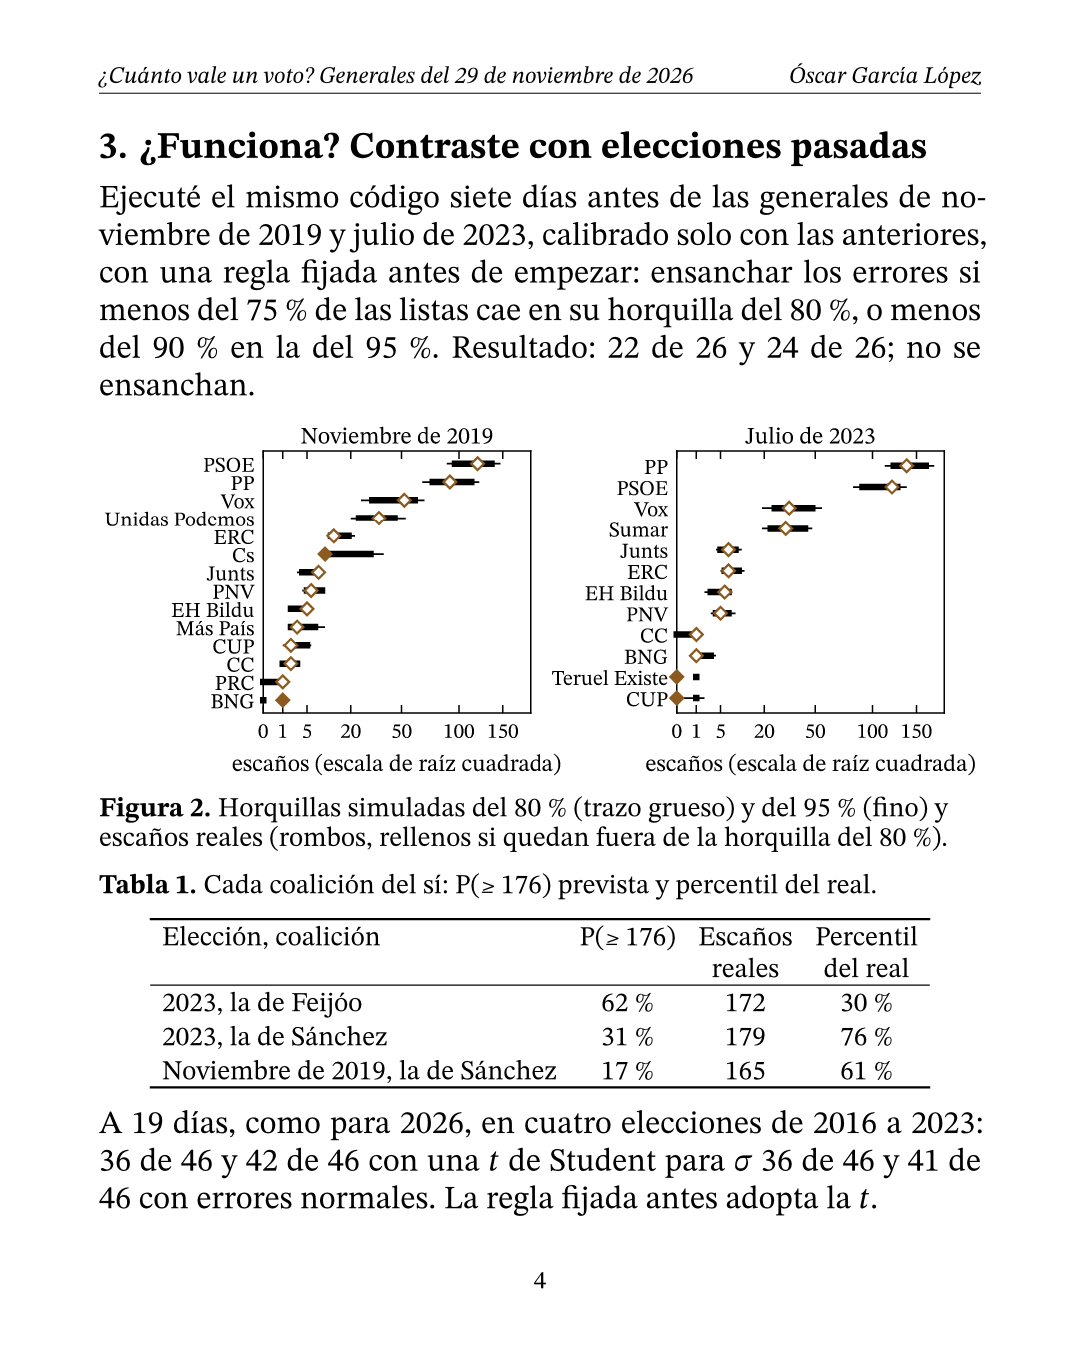 ¿Cuánto vale un voto? Generales del 29 de noviembre de 2026
Óscar García López
3. ¿Funciona? Contraste con elecciones pasadas
Ejecuté el mismo código siete días antes de las generales de no-
viembre de 2019 y julio de 2023, calibrado solo con las anteriores,
con una regla fijada antes de empezar: ensanchar los errores si
menos del 75 % de las listas cae en su horquilla del 80 %, o menos
del 90 % en la del 95 %. Resultado: 22 de 26 y 24 de 26; no se
ensanchan.
Noviembre de 2019
PSOE
PP
Vox
Unidas Podemos
ERC
Cs
Junts
PNV
EH Bildu
Más País
CUP
CC
PRC
BNG
0 1 5 20 50 100 150
escaños (escala de raíz cuadrada)
Julio de 2023
PP
PSOE
Vox
Sumar
Junts
ERC
EH Bildu
PNV
CC
BNG
Teruel Existe
CUP
0 1 5 20 50 100 150
escaños (escala de raíz cuadrada)
Figura 2. Horquillas simuladas del 80 % (trazo grueso) y del 95 % (fino) y
escaños reales (rombos, rellenos si quedan fuera de la horquilla del 80 %).
Tabla 1. Cada coalición del sí: P(≥ 176) prevista y percentil del real.
Elección, coalición P(≥ 176) Escaños Percentil
reales del real
2023, la de Feijóo 62 % 172 30 %
2023, la de Sánchez 31 % 179 76 %
Noviembre de 2019, la de Sánchez 17 % 165 61 %
A 19 días, como para 2026, en cuatro elecciones de 2016 a 2023:
36 de 46 y 42 de 46 con una t de Student para σ 36 de 46 y 41 de
46 con errores normales. La regla fijada antes adopta la t.
4